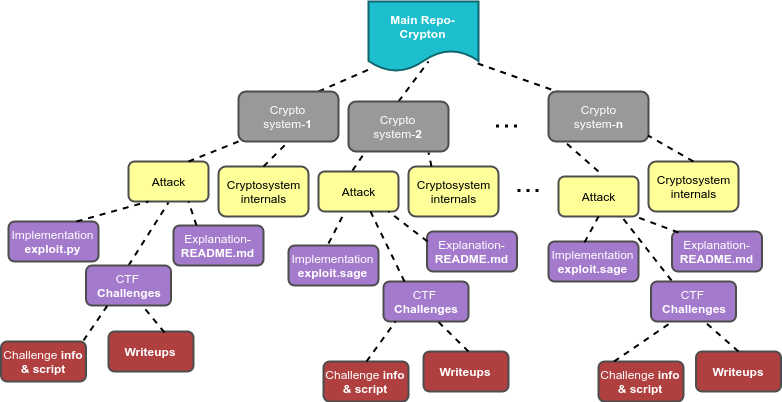 Main Repo-
Crypton
Crypto
system-1
Crypto
system-2
...
Crypto
system-n
Attack
Cryptosystem
internals
Attack
Cryptosystem
internals
...
Attack
Cryptosystem
internals
Implementation
exploit.py
Explanation-
README.md
Implementation
exploit.sage
Explanation-
README.md
Implementation
exploit.sage
Explanation-
README.md
CTF
Challenges
CTF
Challenges
CTF
Challenges
Challenge info
& script
Writeups
Challenge info
& script
Writeups
Challenge info
& script
Writeups